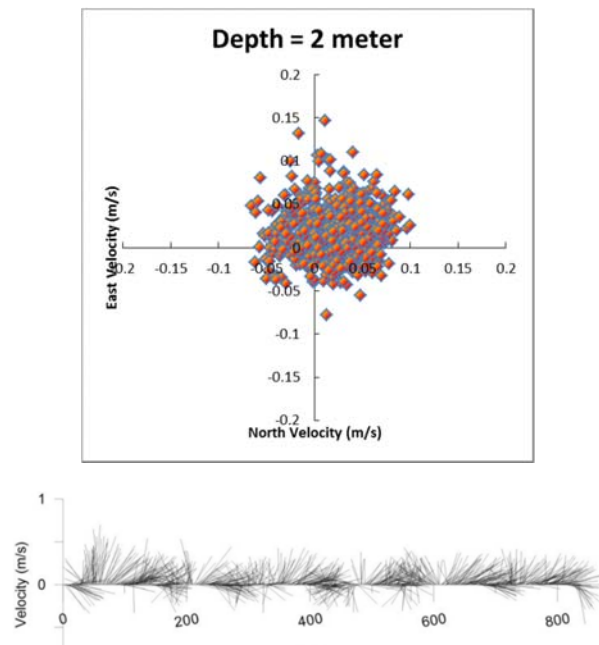 Depth = 2 meter
0.2
0.15
0.1
0.05
0
-0.2 -0.15 -0.1 -0.05 0 0.05 0.1 0.15 0.2
-0.05
-0.1
-0.15
-0.2
East Velocity (m/s)
North Velocity (m/s)
1
0
Velocity (m/s)
0 200 400 600 800